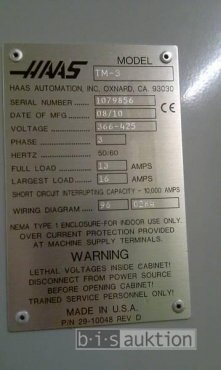 HAAS MODEL TM-3
HAAS AUTOMATION, INC. OXNARD, CA. 93030
SERIAL NUMBER 1079856
DATE OF MFG 08/10 CE
VOLTAGE 366-425
PHASE 3
HERTZ 50/60
FULL LOAD 13 AMPS
LARGEST LOAD 16 AMPS
SHORT CIRCUIT INTERRUPTING CAPACITY - 10,000 AMPS
WIRING DIAGRAM 96 0264
NEMA TYPE 1 ENCLOSURE-FOR INDOOR USE ONLY.
OVER CURRENT PROTECTION PROVIDED
AT MACHINE SUPPLY TERMINALS.
WARNING
LETHAL VOLTAGES INSIDE CABINET!
DISCONNECT FROM POWER SOURCE
BEFORE OPENING CABINET!
TRAINED SERVICE PERSONNEL ONLY!
MADE IN U.S.A.
P/N 29-10048 REV D
b·i·s auktion